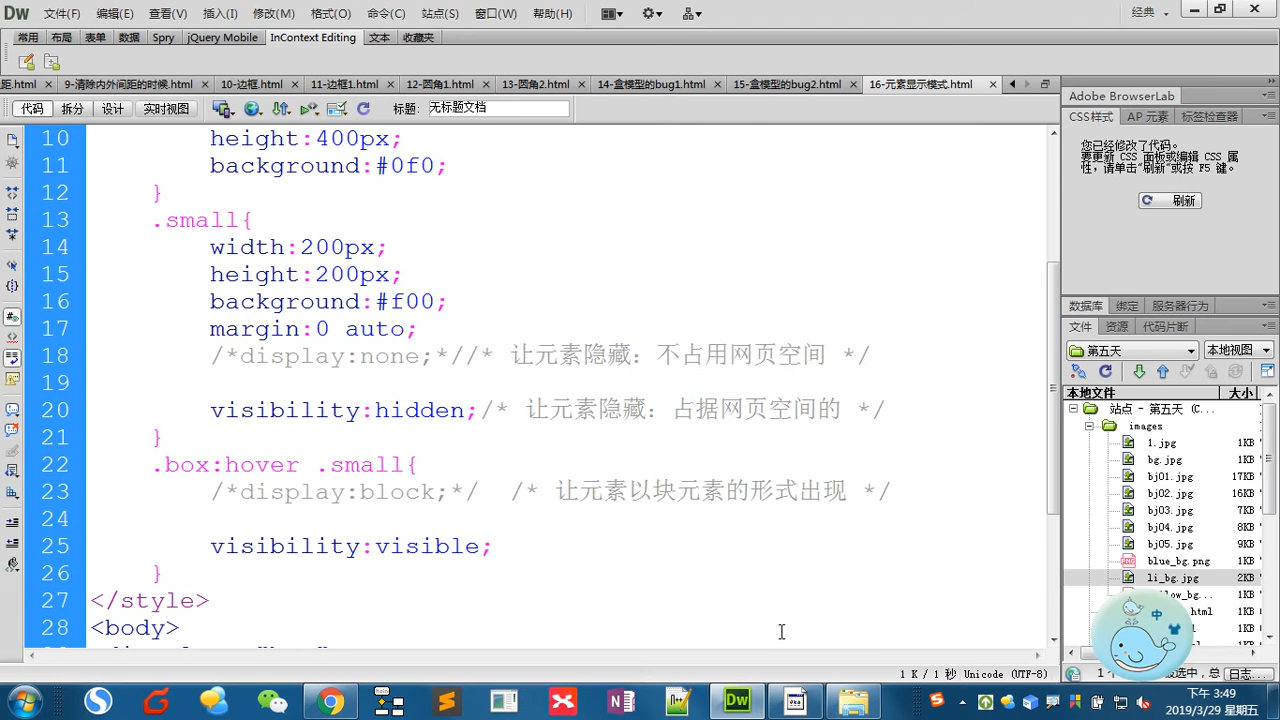 Dw 文件(F) 编辑(E) 查看(V) 插入(I) 修改(M) 格式(O) 命令(C) 站点(S) 窗口(W) 帮助(H) 经典
常用 布局 表单 数据 Spry jQuery Mobile InContext Editing 文本 收藏夹
距.html 9-清除内外间距的时候.html 10-边框.html 11-边框1.html 12-圆角1.html 13-圆角2.html 14-盒模型的bug1.html 15-盒模型的bug2.html 16-元素显示模式.html
代码 拆分 设计 实时视图 标题: 无标题文档
10 height:400px;
11 background:#0f0;
12 }
13 .small{
14 width:200px;
15 height:200px;
16 background:#f00;
17 margin:0 auto;
18 /*display:none;*//* 让元素隐藏: 不占用网页空间 */
19
20 visibility:hidden;/* 让元素隐藏: 占据网页空间的 */
21 }
22 .box:hover .small{
23 /*display:block;*/ /* 让元素以块元素的形式出现 */
24
25 visibility:visible;
26 }
27 </style>
28 <body>
1 K / 1 秒 Unicode (UTF-8)
Adobe BrowserLab
CSS样式 AP 元素 标签检查器
您已经修改了代码。
要更新 CSS 面板或编辑 CSS 属
性, 请单击"刷新"或按 F5 键。
刷新
数据库 绑定 服务器行为
文件 资源 代码片断
第五天 本地视图
本地文件 大小
站点 - 第五天 (C...
images
1.jpg 1KB
bg.jpg 1KB
bj01.jpg 17KB
bj02.jpg 16KB
bj03.jpg 7KB
bj04.jpg 8KB
bj05.jpg 9KB
blue_bg.png 1KB
li_bg.jpg 2KB
中
日志...
下午 3:49
2019/3/29 星期五